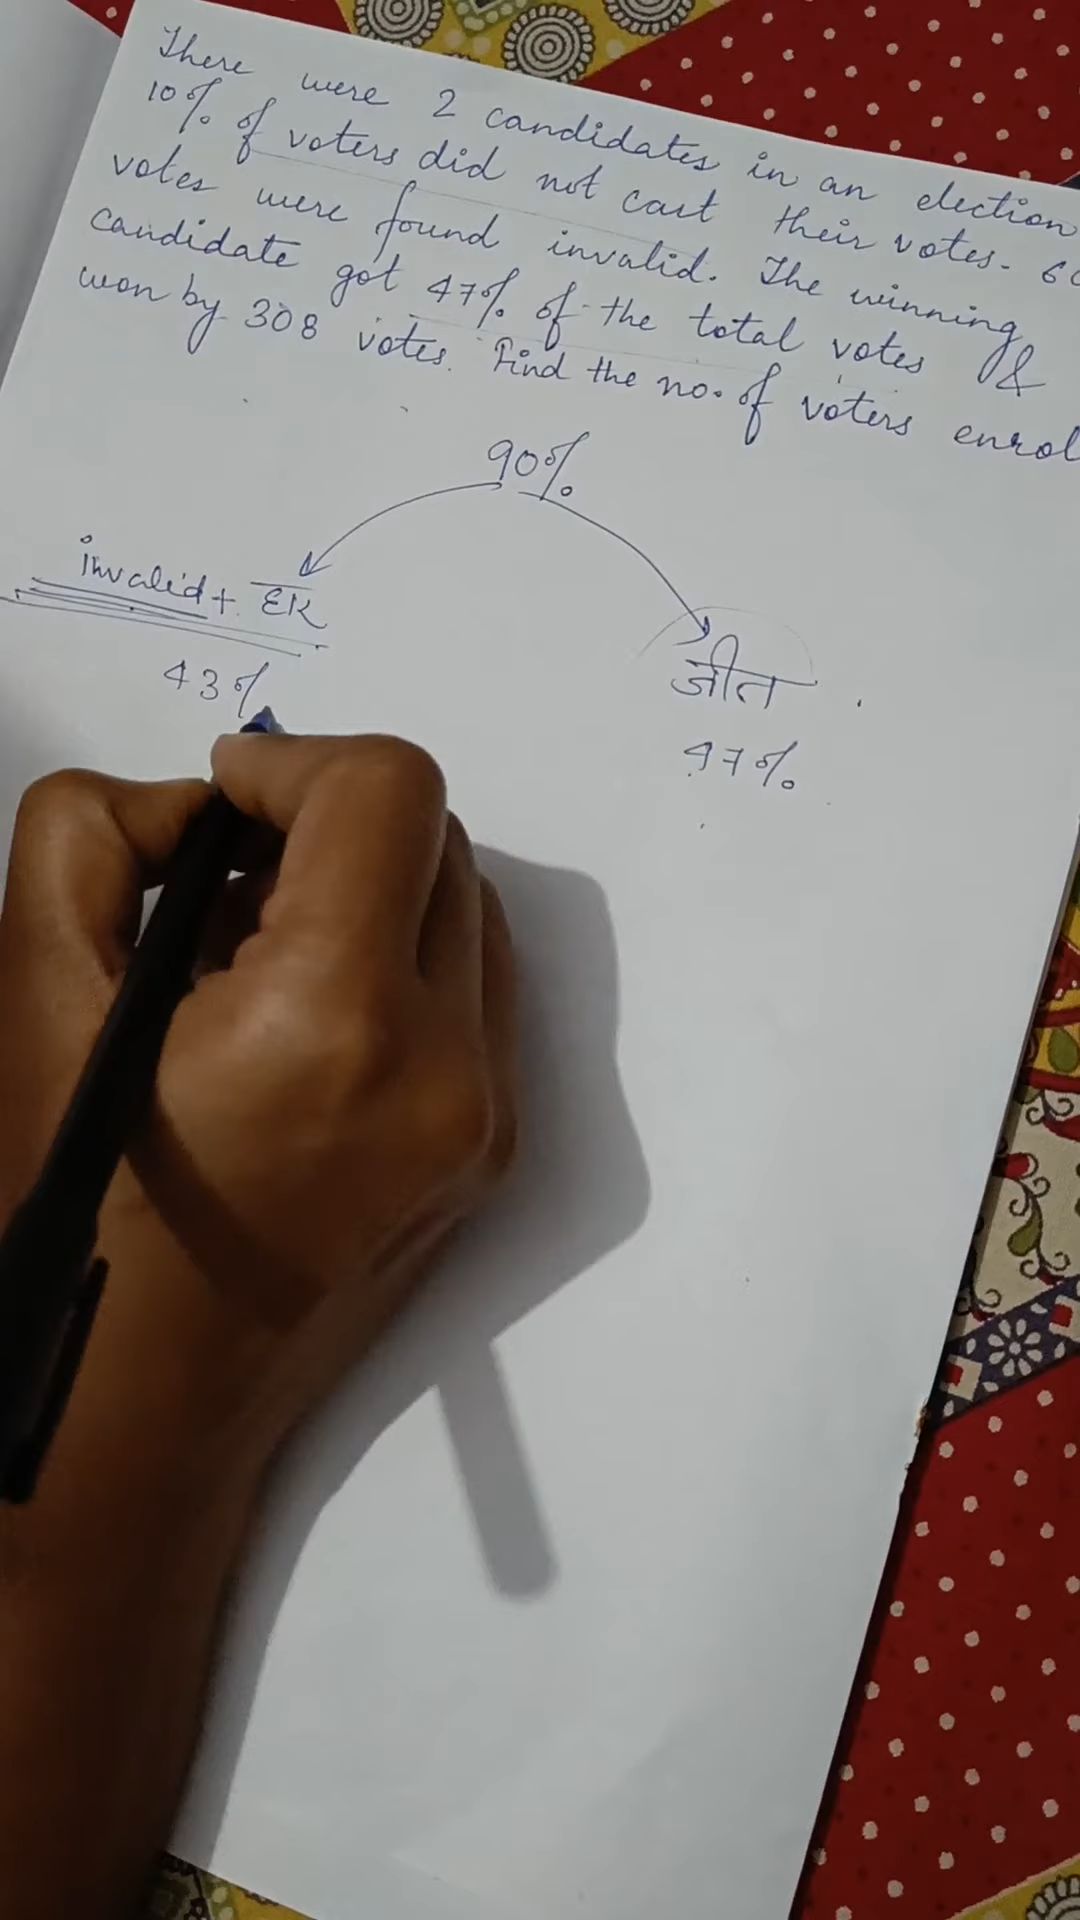 There were 2 candidates in an election
10% of voters did not cast their votes. 60
votes were found invalid. The winning
candidate got 47% of the total votes &
won by 308 votes. Find the no. of voters enrol
90%
invalid +
43%
जीत
47%